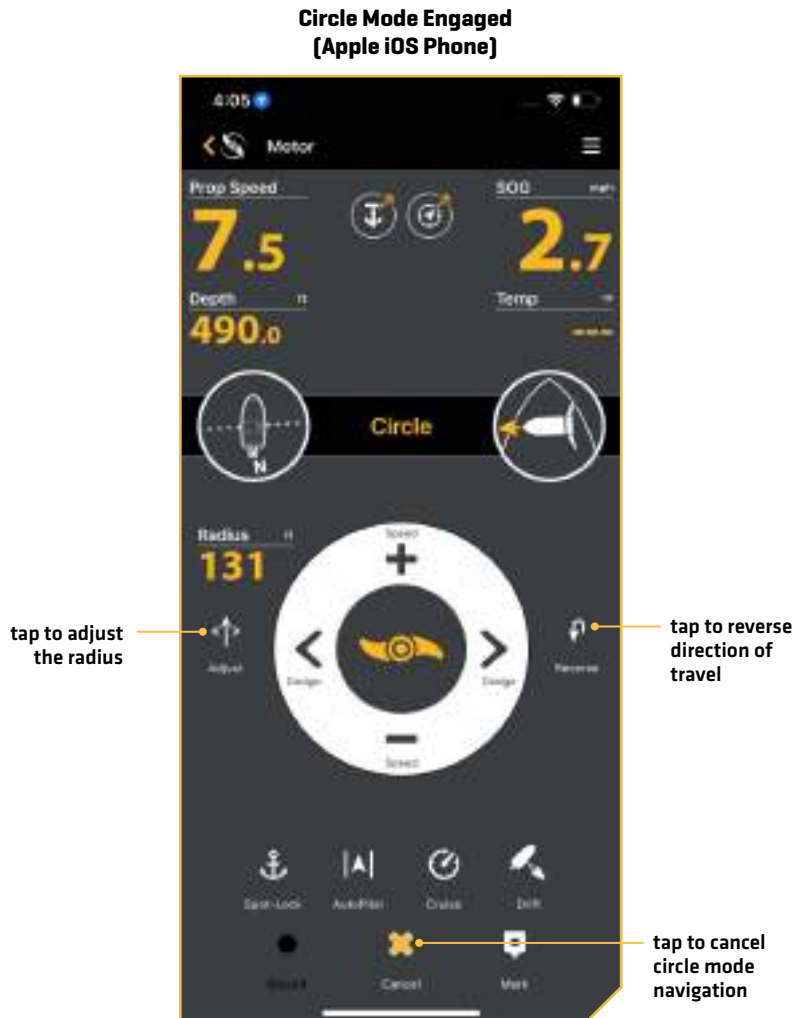 Circle Mode Engaged
(Apple iOS Phone)
4:05
Motor
Prop Speed
7.5
SOG mph
2.7
Depth ft
490.0
Temp
---
N
Circle
Radius ft
131
Speed
Adjust
Reverse
Speed
Spot-Lock
AutoPilot
Cruise
Drift
Cancel
Mark
tap to adjust
the radius
tap to reverse
direction of
travel
tap to cancel
circle mode
navigation